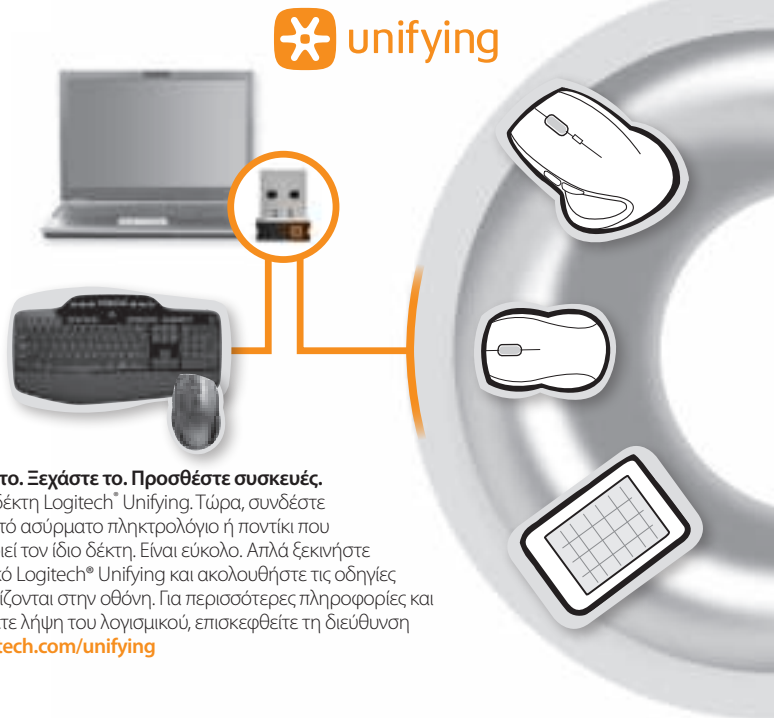 unifying
το. Ξεχάστε το. Προσθέστε συσκευές.
δέκτη Logitech® Unifying. Τώρα, συνδέστε
τό ασύρματο πληκτρολόγιο ή ποντίκι που
ιεί τον ίδιο δέκτη. Είναι εύκολο. Απλά ξεκινήστε
κό Logitech® Unifying και ακολουθήστε τις οδηγίες
ίζονται στην οθόνη. Για περισσότερες πληροφορίες και
τε λήψη του λογισμικού, επισκεφθείτε τη διεύθυνση
tech.com/unifying